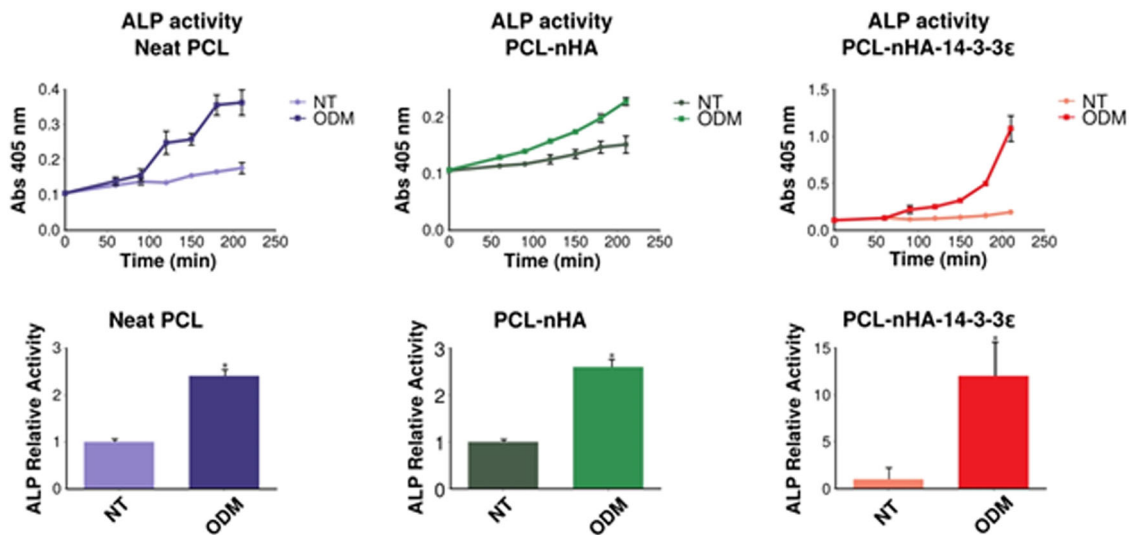 ALP activity
Neat PCL
Abs 405 nm
0.4
0.3
0.2
0.1
0.0
0 50 100 150 200 250
Time (min)
NT
ODM
ALP activity
PCL-nHA
Abs 405 nm
0.2
0.1
0.0
0 50 100 150 200 250
Time (min)
NT
ODM
ALP activity
PCL-nHA-14-3-3ε
Abs 405 nm
1.5
1.0
0.5
0.0
0 50 100 150 200 250
Time (min)
NT
ODM
Neat PCL
ALP Relative Activity
3
2
1
0
NT
ODM
PCL-nHA
ALP Relative Activity
3
2
1
0
NT
ODM
PCL-nHA-14-3-3ε
ALP Relative Activity
15
10
5
0
NT
ODM